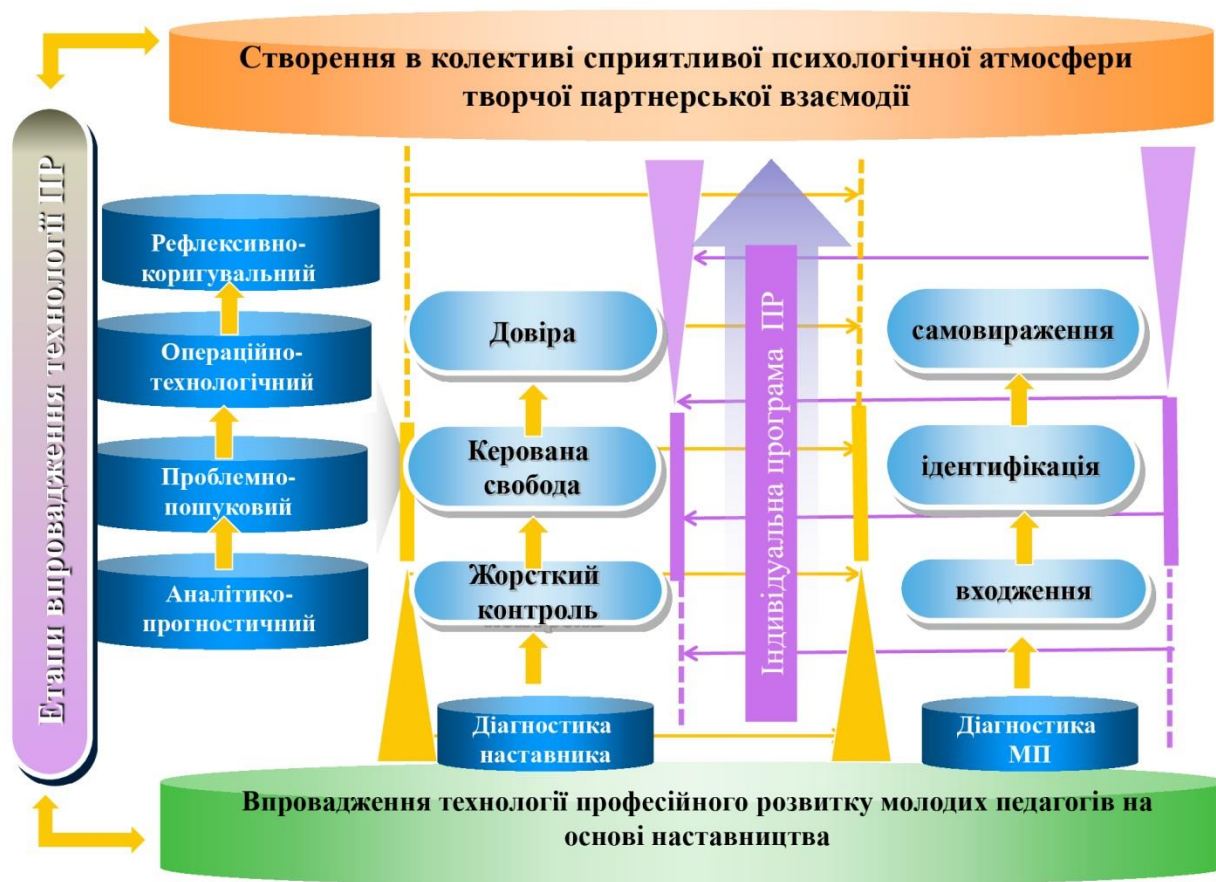 Створення в колективі сприятливої психологічної атмосфери
творчої партнерської взаємодії
Етапи впровадження технології ПР
Рефлексивно-
коригувальний
Операційно-
технологічний
Проблемно-
пошуковий
Аналітико-
прогностичний
Довіра
Керована
свобода
Жорсткий
контроль
Діагностика
наставника
Індивідуальна програма ПР
самовираження
ідентифікація
входження
Діагностика
МП
Впровадження технології професійного розвитку молодих педагогів на
основі наставництва